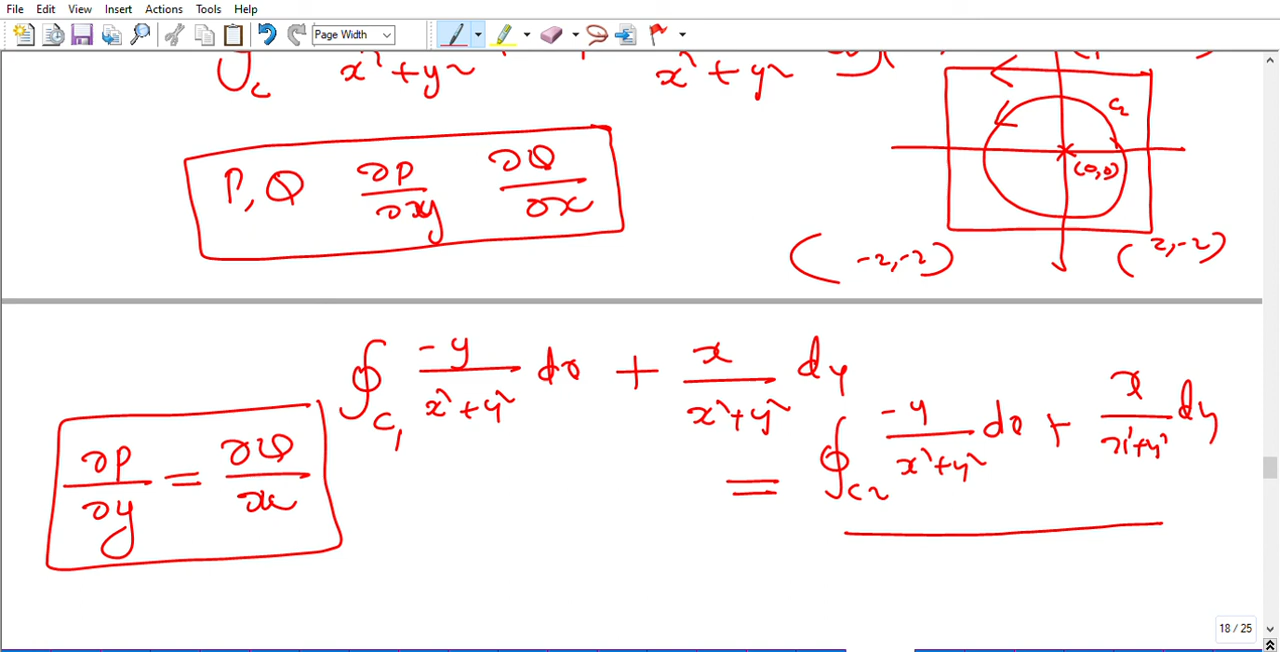 File Edit View Insert Actions Tools Help
Page Width
∫c x²+y² x²+y²
C2
P, Q ∂P/∂xy ∂Q/∂x
(0,0)
(-2,-2) (2,-2)
∮C1 -y/x²+y² dx + x/x²+y² dy
= ∮C2 -y/x²+y² dx + x/x²+y² dy
∂P/∂y = ∂Q/∂x
18 / 25